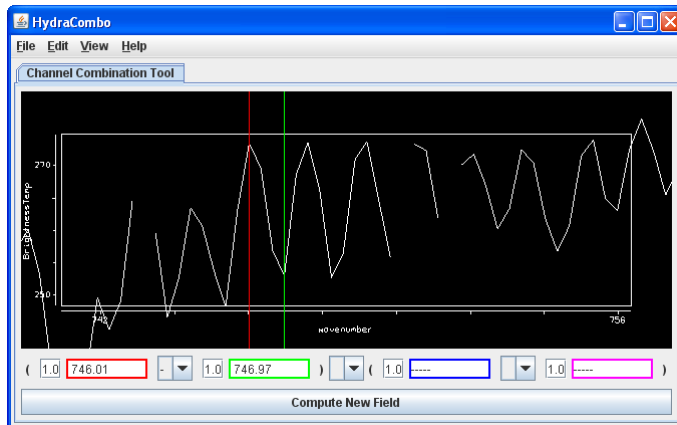 HydraCombo
File Edit View Help
Channel Combination Tool
270
BrightnessTemp
250
742
756
wavenumber
( 1.0 746.01 - 1.0 746.97 ) ( 1.0 ----- 1.0 ----- )
Compute New Field